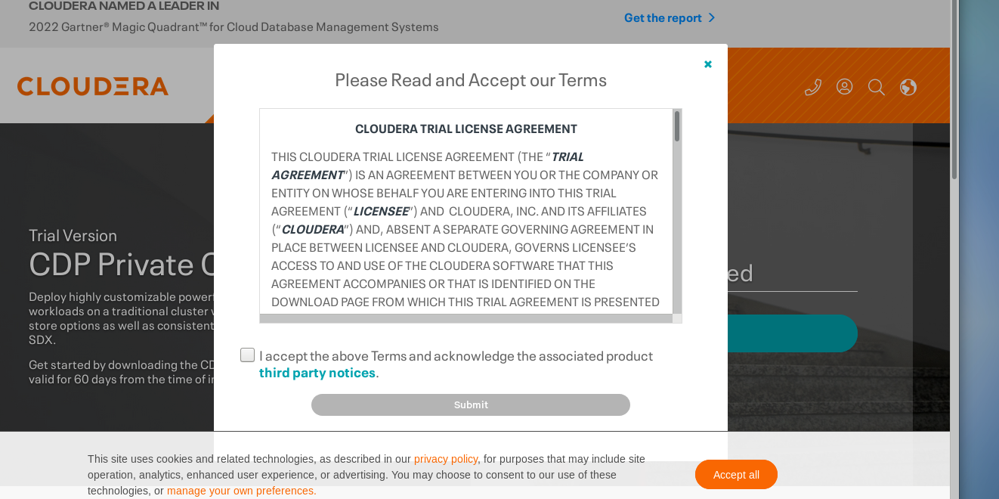 CLOUDERA NAMED A LEADER IN
2022 Gartner® Magic Quadrant™ for Cloud Database Management Systems
Get the report
CLOUDERA
Please Read and Accept our Terms
CLOUDERA TRIAL LICENSE AGREEMENT
THIS CLOUDERA TRIAL LICENSE AGREEMENT (THE “TRIAL
AGREEMENT”) IS AN AGREEMENT BETWEEN YOU OR THE COMPANY OR
ENTITY ON WHOSE BEHALF YOU ARE ENTERING INTO THIS TRIAL
AGREEMENT (“LICENSEE”) AND CLOUDERA, INC. AND ITS AFFILIATES
(“CLOUDERA”) AND, ABSENT A SEPARATE GOVERNING AGREEMENT IN
PLACE BETWEEN LICENSEE AND CLOUDERA, GOVERNS LICENSEE’S
ACCESS TO AND USE OF THE CLOUDERA SOFTWARE THAT THIS
AGREEMENT ACCOMPANIES OR THAT IS IDENTIFIED ON THE
DOWNLOAD PAGE FROM WHICH THIS TRIAL AGREEMENT IS PRESENTED
I accept the above Terms and acknowledge the associated product
third party notices.
Submit
Trial Version
CDP Private C
Deploy highly customizable powerf
workloads on a traditional cluster
store options as well as consistent
SDX.
Get started by downloading the CD
valid for 60 days from the time of i
ed
This site uses cookies and related technologies, as described in our privacy policy, for purposes that may include site
operation, analytics, enhanced user experience, or advertising. You may choose to consent to our use of these
technologies, or manage your own preferences.
Accept all